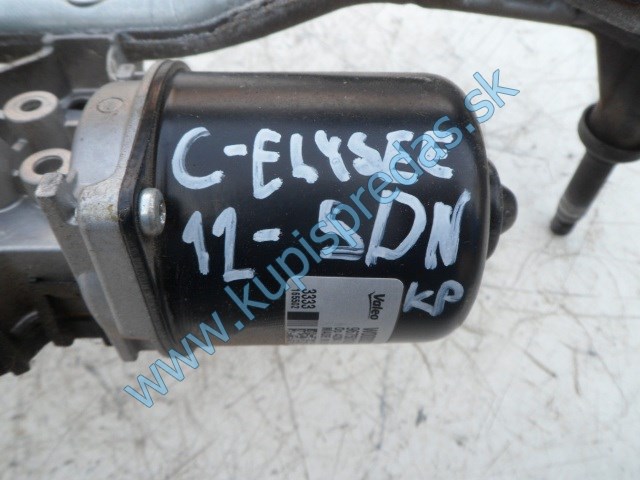 C-ELYSEE
12- SDN
KP
Valeo
3333
www.kupispredas.sk